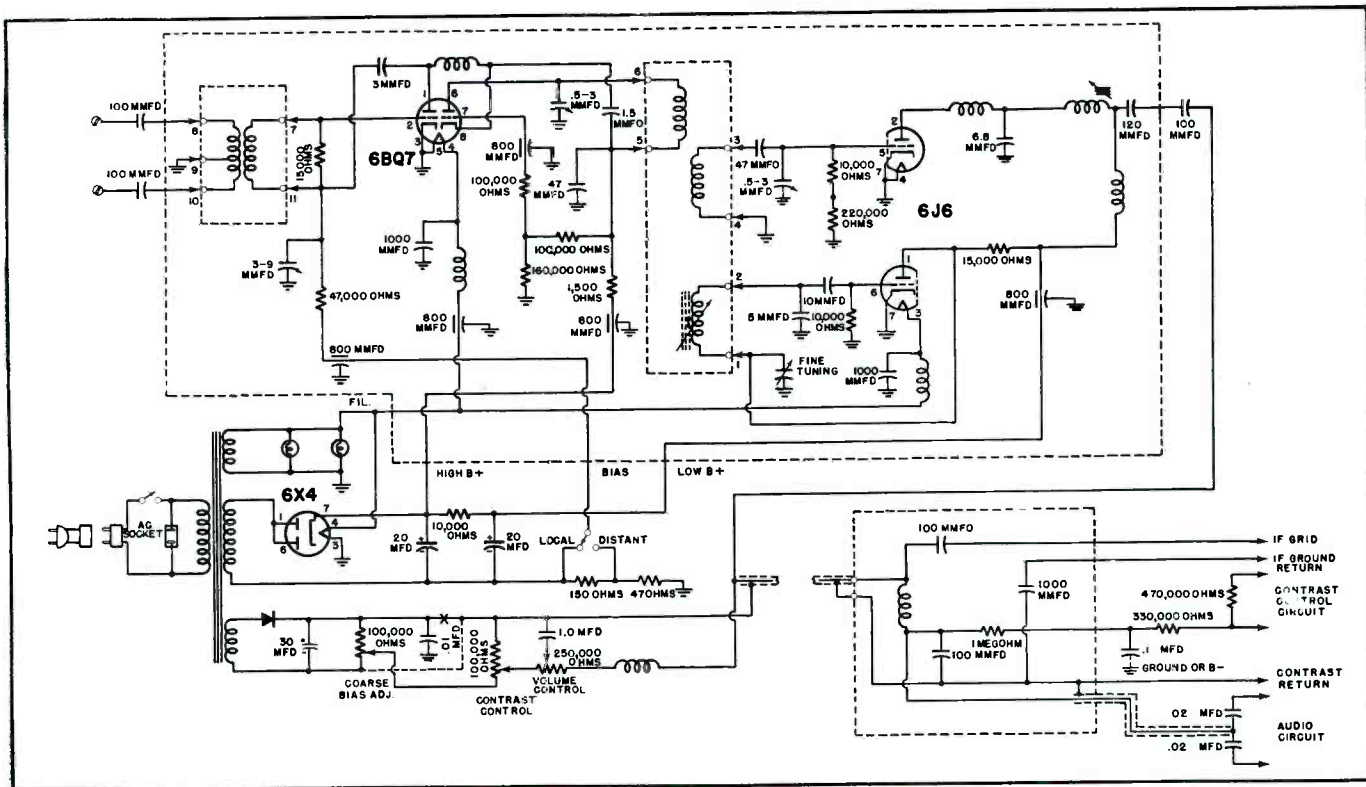 100 MMFD
8
9
10
100 MMFD
7
11
15000
OHMS
3-9
MMFD
47,000 OHMS
800 MMFD
3 MMFD
1
6
2
7
8
3
5
4
6BQ7
1000
MMFD
800
MMFD
800
MMFD
100,000
OHMS
100,000 OHMS
160,000 OHMS
1,500
OHMS
800
MMFD
.5-3
MMFD
1.5
MMFD
47
MMFD
6
5
3
4
2
1
47 MMFD
.5-3
MMFD
10,000
OHMS
220,000
OHMS
2
5
7
4
6J6
6.8
MMFD
120
MMFD
100
MMFD
5 MMFD
10 MMFD
10,000
OHMS
1
6
7
3
15,000 OHMS
800
MMFD
FINE
TUNING
1000
MMFD
FIL.
HIGH B+
BIAS
LOW B+
AC
SOCKET
6X4
1
6
7
4
3
20
MFD
10,000
OHMS
20
MFD
LOCAL
DISTANT
150 OHMS
47 OHMS
30
MFD
100,000
OHMS
COARSE
BIAS ADJ.
.01
MFD
100,000
OHMS
CONTRAST
CONTROL
1.0 MFD
250,000
OHMS
VOLUME
CONTROL
100 MMFD
1000
MMFD
1 MEGOHM
100 MMFD
470,000 OHMS
330,000 OHMS
.1 MFD
GROUND OR B-
IF GRID
IF GROUND
RETURN
CONTRAST
CONTROL
CIRCUIT
CONTRAST
RETURN
.02 MFD
.02 MFD
AUDIO
CIRCUIT